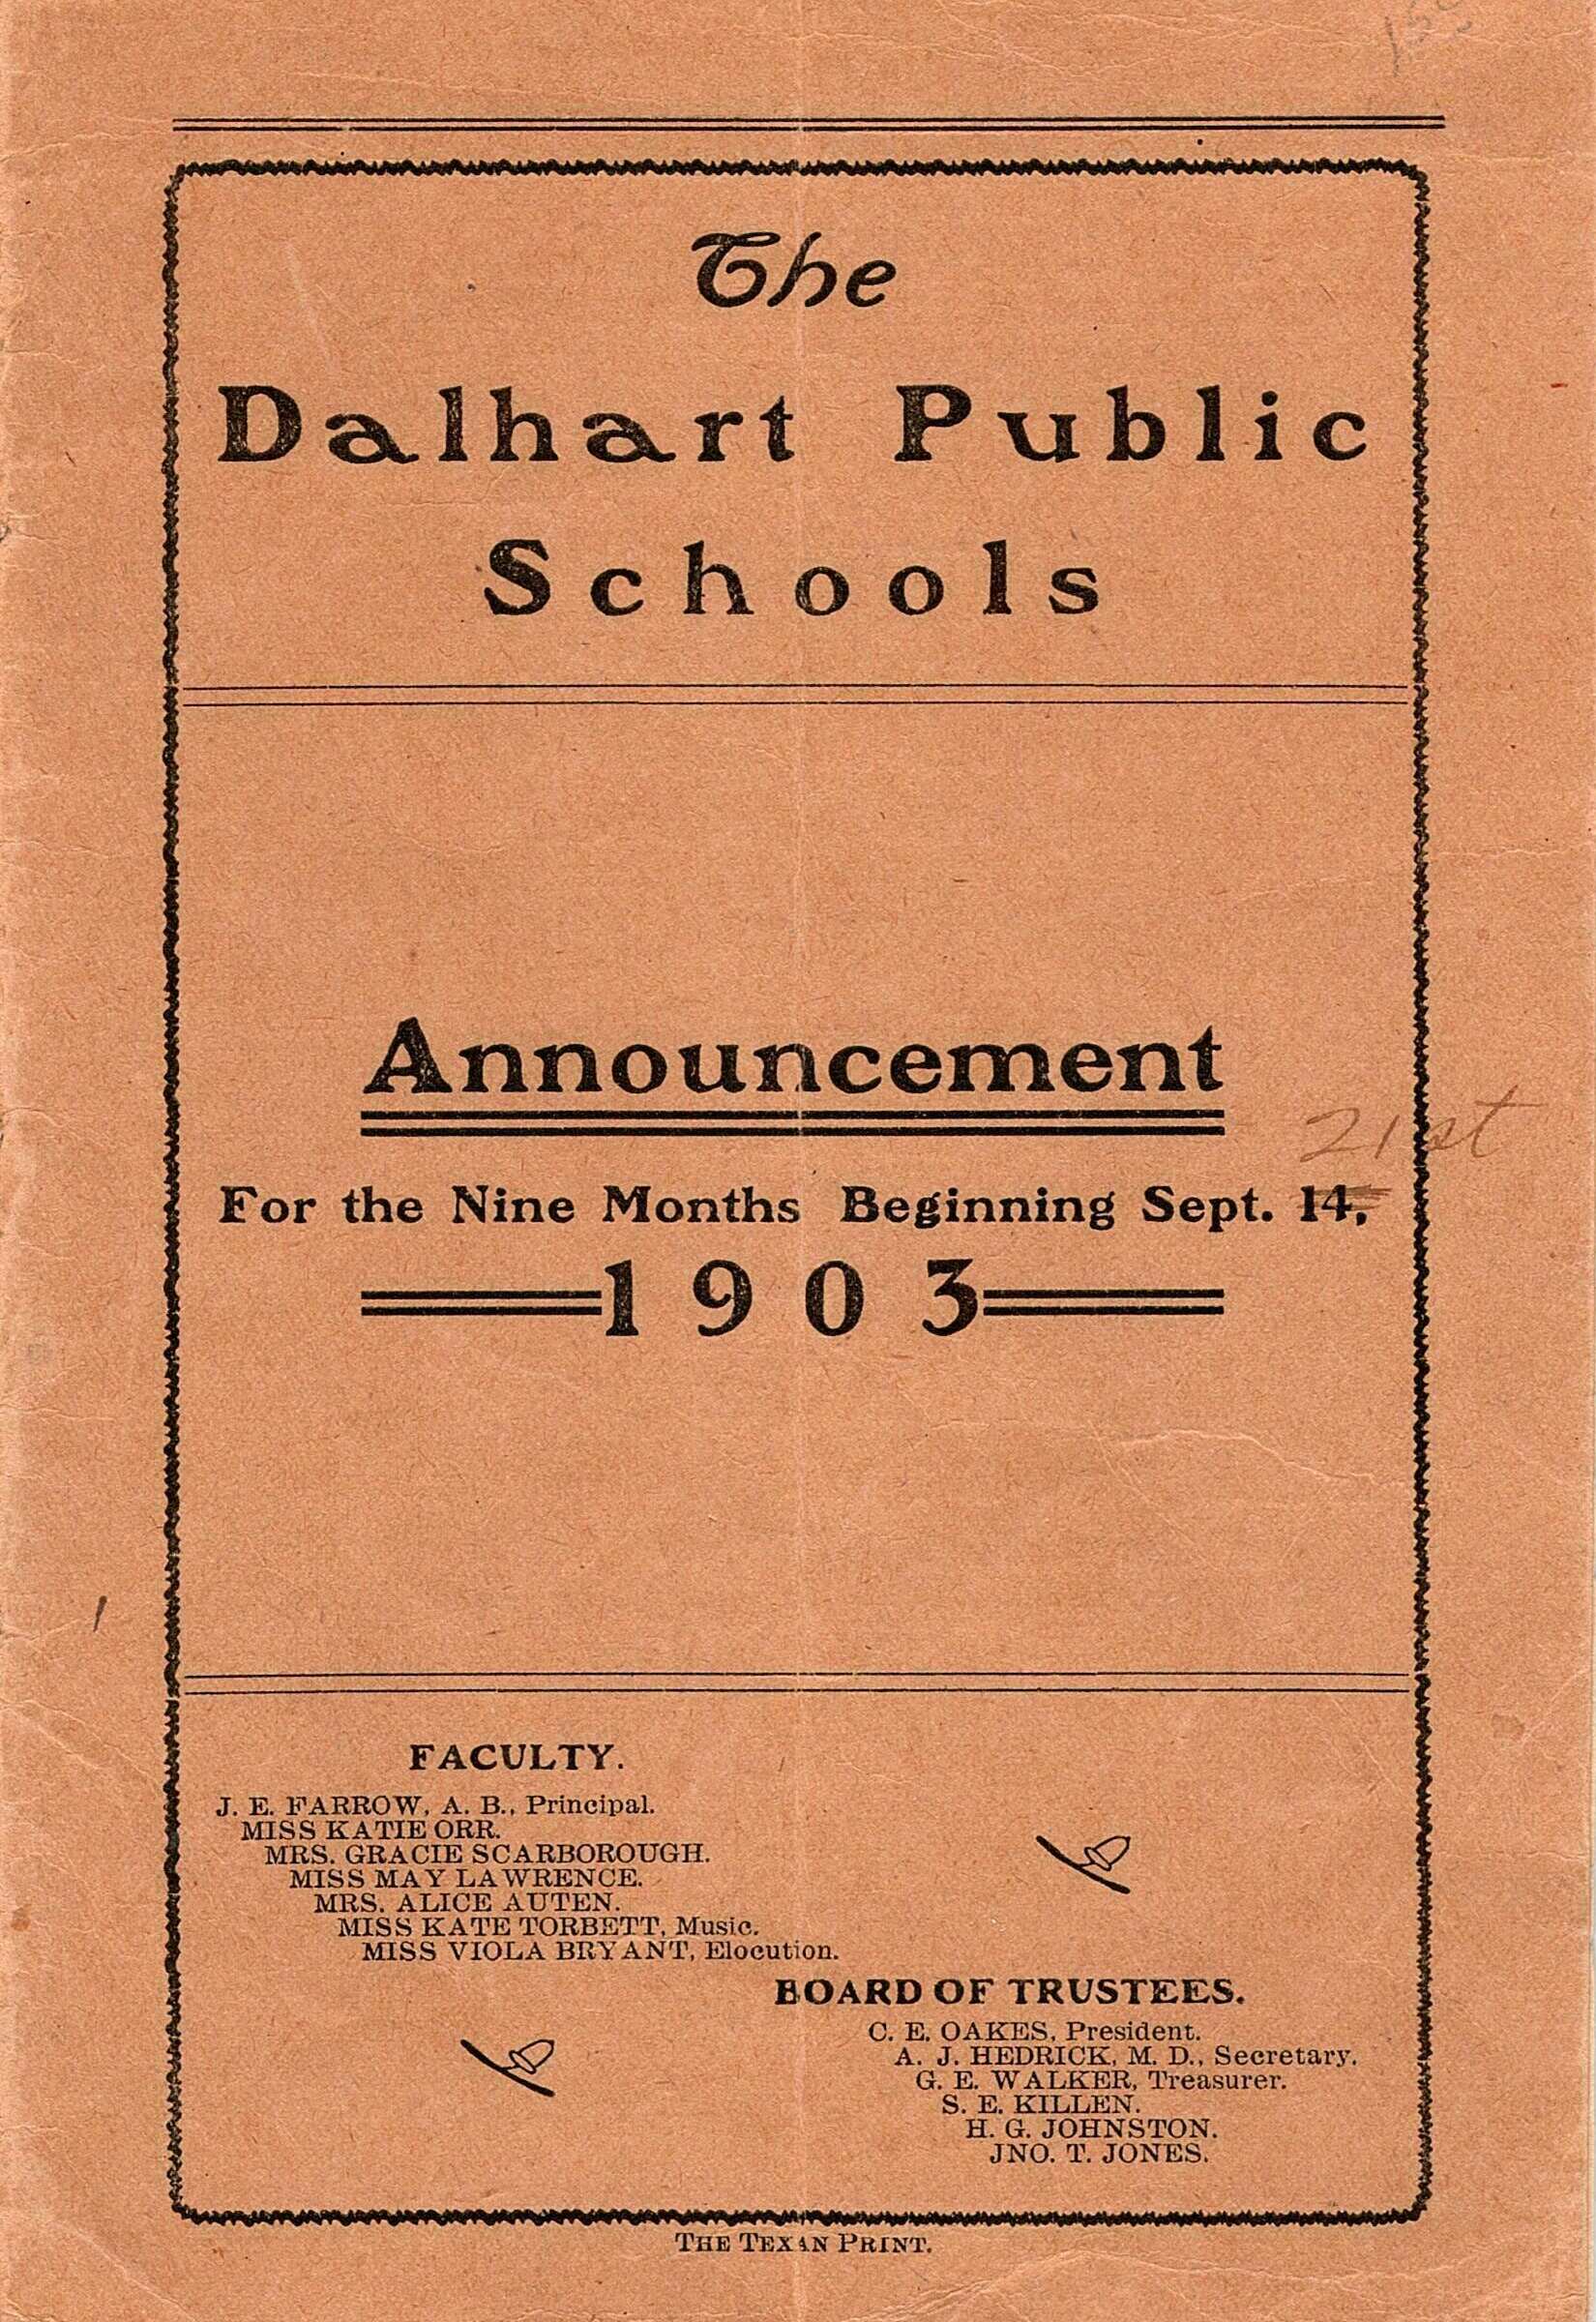 The
Dalhart Public
Schools
Announcement
21st
For the Nine Months Beginning Sept. 14,
1903
FACULTY.
J. E. FARROW, A. B., Principal.
MISS KATIE ORR.
MRS. GRACIE SCARBOROUGH.
MISS MAY LAWRENCE.
MRS. ALICE AUTEN.
MISS KATE TORBETT, Music.
MISS VIOLA BRYANT, Elocution.
BOARD OF TRUSTEES.
C. E. OAKES, President.
A. J. HEDRICK, M. D., Secretary.
G. E. WALKER, Treasurer.
S. E. KILLEN.
H. G. JOHNSTON.
JNO. T. JONES.
THE TEXAN PRINT.